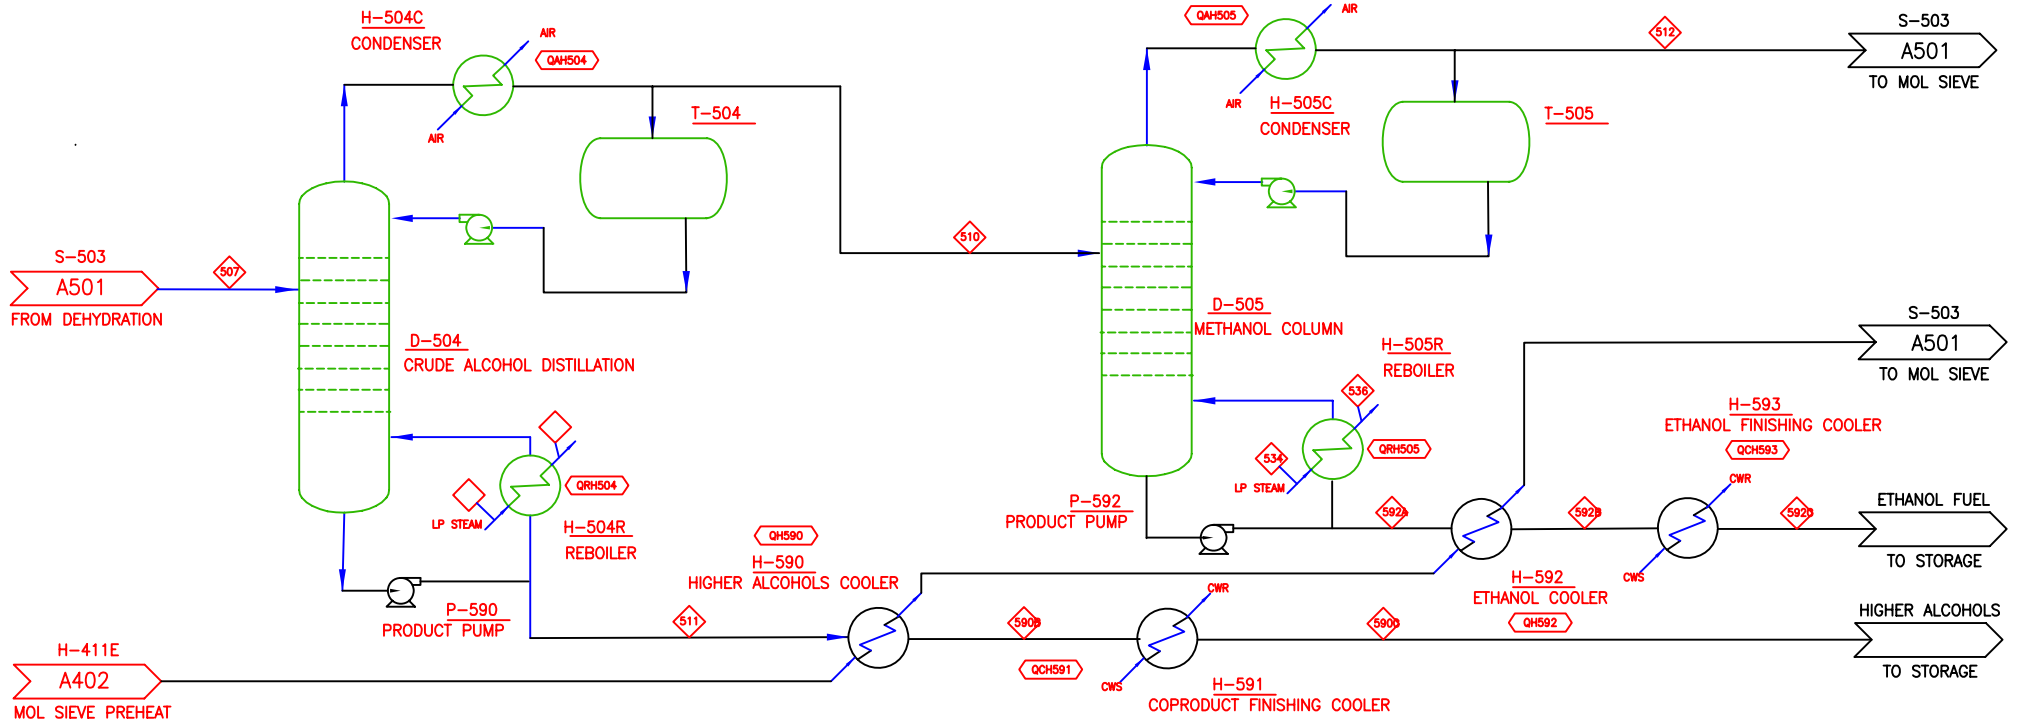 H-504C
CONDENSER
AIR
QAH504
AIR
T-504
S-503
A501
FROM DEHYDRATION
507
D-504
CRUDE ALCOHOL DISTILLATION
LP STEAM
QRH504
H-504R
REBOILER
P-590
PRODUCT PUMP
H-411E
A402
MOL SIEVE PREHEAT
511
QH590
H-590
HIGHER ALCOHOLS COOLER
590B
QCH591
CWR
CWS
H-591
COPRODUCT FINISHING COOLER
590C
510
QAH505
AIR
AIR
H-505C
CONDENSER
T-505
512
S-503
A501
TO MOL SIEVE
D-505
METHANOL COLUMN
H-505R
REBOILER
536
534
LP STEAM
QRH505
P-592
PRODUCT PUMP
592A
H-592
ETHANOL COOLER
QH592
592B
S-503
A501
TO MOL SIEVE
H-593
ETHANOL FINISHING COOLER
QCH593
CWR
CWS
592C
ETHANOL FUEL
TO STORAGE
HIGHER ALCOHOLS
TO STORAGE